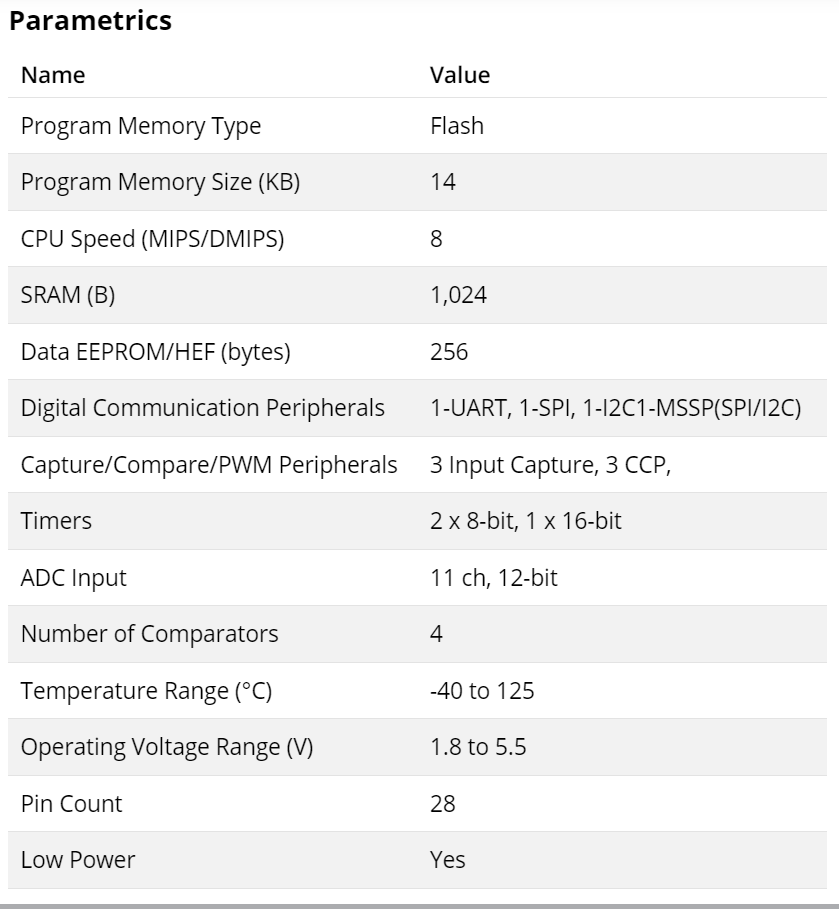 Parametrics
Name Value
Program Memory Type Flash
Program Memory Size (KB) 14
CPU Speed (MIPS/DMIPS) 8
SRAM (B) 1,024
Data EEPROM/HEF (bytes) 256
Digital Communication Peripherals 1-UART, 1-SPI, 1-I2C1-MSSP(SPI/I2C)
Capture/Compare/PWM Peripherals 3 Input Capture, 3 CCP,
Timers 2 x 8-bit, 1 x 16-bit
ADC Input 11 ch, 12-bit
Number of Comparators 4
Temperature Range (°C) -40 to 125
Operating Voltage Range (V) 1.8 to 5.5
Pin Count 28
Low Power Yes